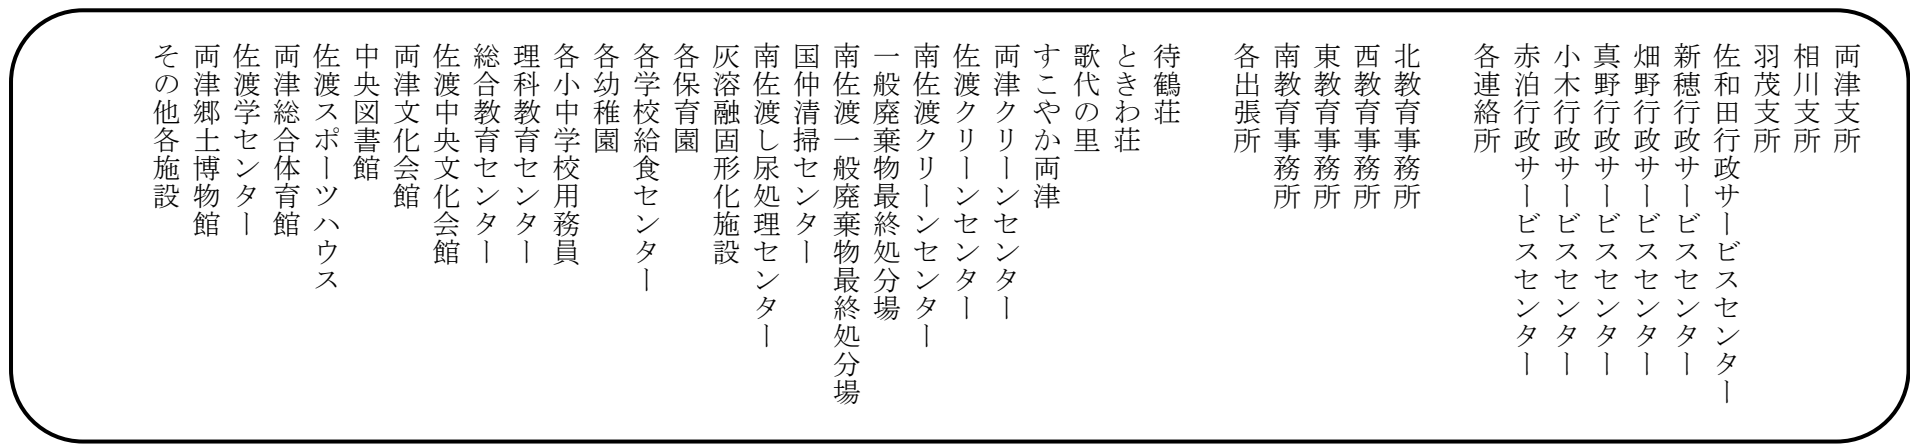 両津支所
相川支所
羽茂支所
佐和田行政サービスセンター
新穂行政サービスセンター
畑野行政サービスセンター
真野行政サービスセンター
小木行政サービスセンター
赤泊行政サービスセンター
各連絡所
北教育事務所
西教育事務所
東教育事務所
南教育事務所
各出張所
待鶴荘
ときわ荘
歌代の里
すこやか両津
両津クリーンセンター
佐渡クリーンセンター
南佐渡クリーンセンター
一般廃棄物最終処分場
南佐渡一般廃棄物最終処分場
国仲清掃センター
南佐渡し尿処理センター
灰溶融固形化施設
各保育園
各学校給食センター
各幼稚園
各小中学校用務員
理科教育センター
総合教育センター
佐渡中央文化会館
両津文化会館
中央図書館
佐渡スポーツハウス
両津総合体育館
佐渡学センター
両津郷土博物館
その他各施設